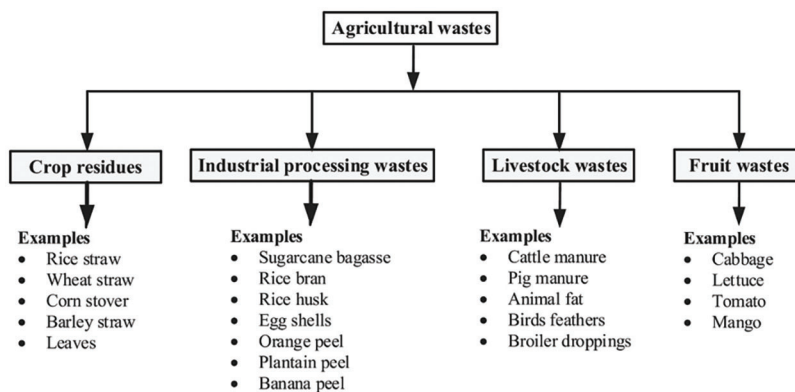 Agricultural wastes
Crop residues
Industrial processing wastes
Livestock wastes
Fruit wastes
Examples
• Rice straw
• Wheat straw
• Corn stover
• Barley straw
• Leaves
Examples
• Sugarcane bagasse
• Rice bran
• Rice husk
• Egg shells
• Orange peel
• Plantain peel
• Banana peel
Examples
• Cattle manure
• Pig manure
• Animal fat
• Birds feathers
• Broiler droppings
Examples
• Cabbage
• Lettuce
• Tomato
• Mango